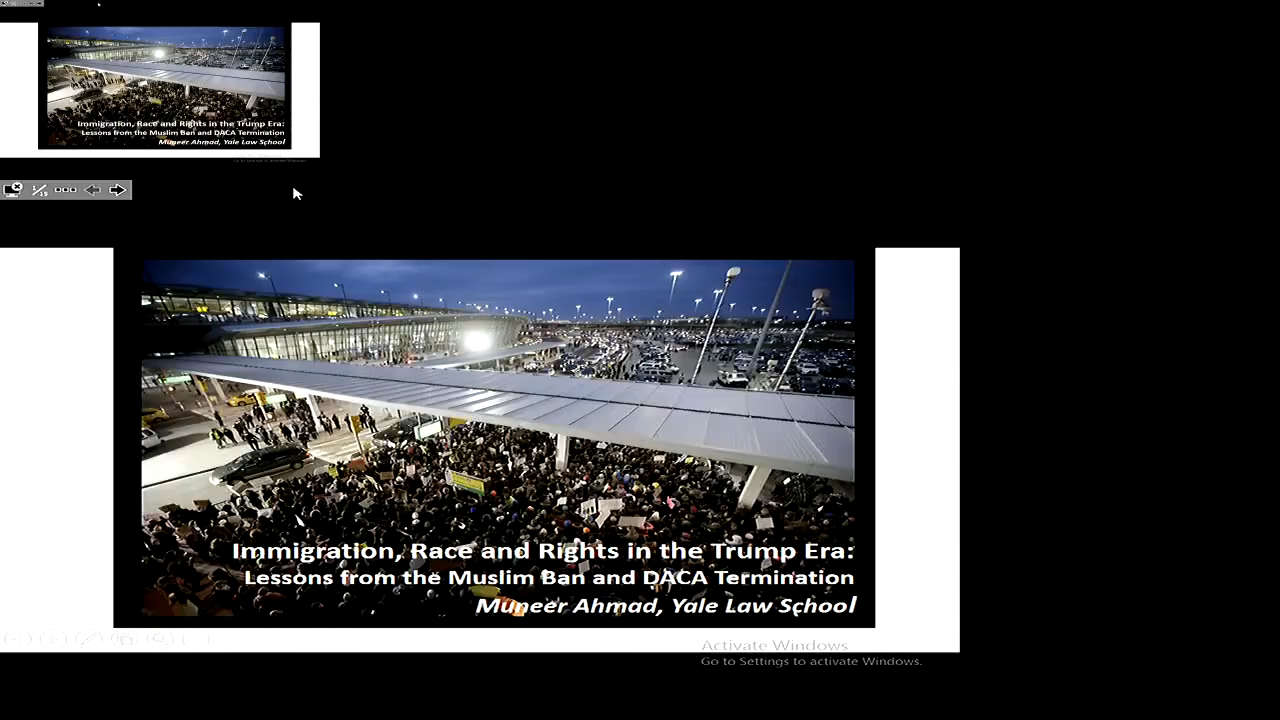 Immigration, Race and Rights in the Trump Era:
Lessons from the Muslim Ban and DACA Termination
Muneer Ahmad, Yale Law School
1/15
Immigration, Race and Rights in the Trump Era:
Lessons from the Muslim Ban and DACA Termination
Muneer Ahmad, Yale Law School
Activate Windows
Go to Settings to activate Windows.